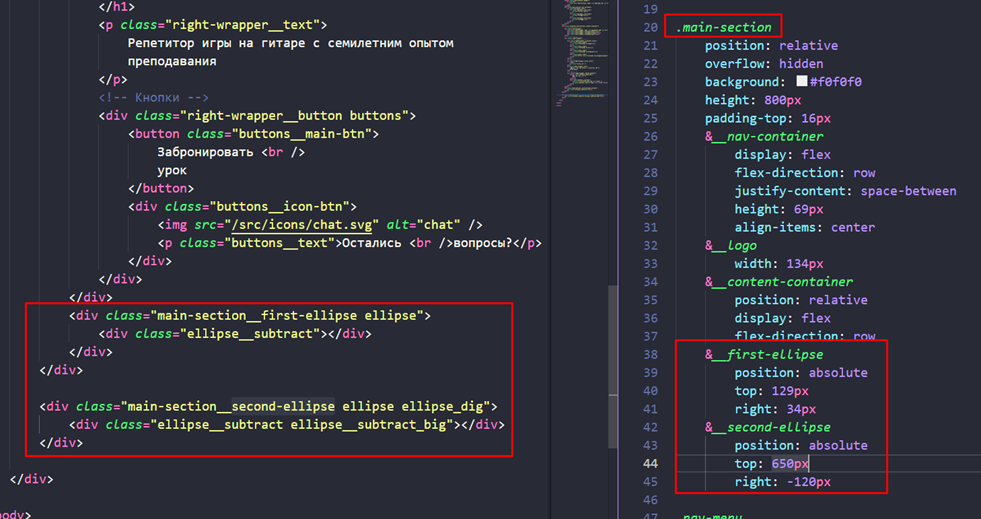 </h1>
<p class="right-wrapper__text">
Репетитор игры на гитаре с семилетним опытом
преподавания
</p>
<!-- Кнопки -->
<div class="right-wrapper__button buttons">
<button class="buttons__main-btn">
Забронировать <br />
урок
</button>
<div class="buttons__icon-btn">
<img src="/src/icons/chat.svg" alt="chat" />
<p class="buttons__text">Остались <br />вопросы?</p>
</div>
</div>
</div>
<div class="main-section__first-ellipse ellipse">
<div class="ellipse__subtract"></div>
</div>
</div>
<div class="main-section__second-ellipse ellipse ellipse_dig">
<div class="ellipse__subtract ellipse__subtract_big"></div>
</div>
</div>
body>
19
20 .main-section
21 position: relative
22 overflow: hidden
23 background: #f0f0f0
24 height: 800px
25 padding-top: 16px
26 &__nav-container
27 display: flex
28 flex-direction: row
29 justify-content: space-between
30 height: 69px
31 align-items: center
32 &__logo
33 width: 134px
34 &__content-container
35 position: relative
36 display: flex
37 flex-direction: row
38 &__first-ellipse
39 position: absolute
40 top: 129px
41 right: 34px
42 &__second-ellipse
43 position: absolute
44 top: 650px
45 right: -120px
46
47 .nav-menu